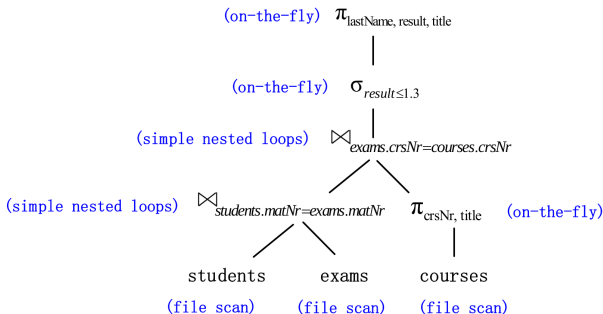 (on-the-fly) π lastName, result, title
(on-the-fly) σ result≤1.3
(simple nested loops) ⋈ exams.crsNr=courses.crsNr
(simple nested loops) ⋈ students.matNr=exams.matNr π crsNr, title (on-the-fly)
students exams courses
(file scan) (file scan) (file scan)